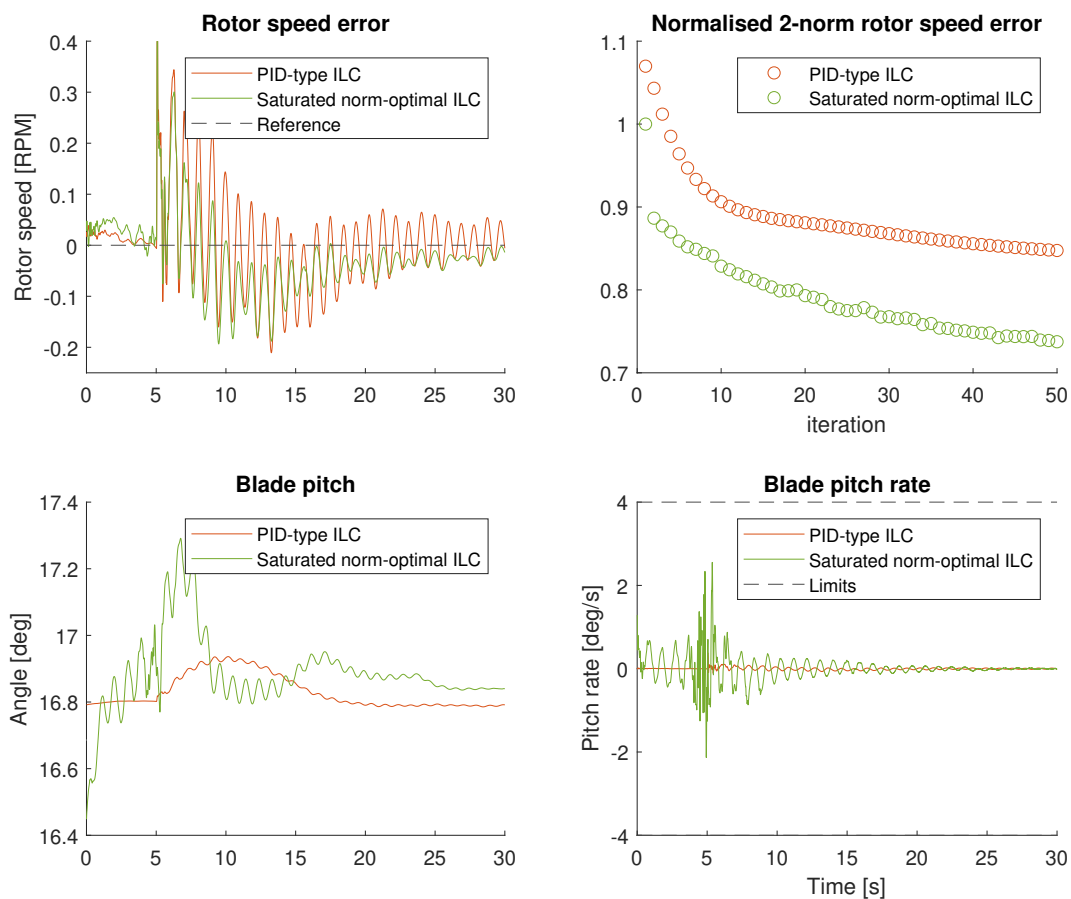 Rotor speed error
0.4
0.3
0.2
0.1
0
-0.1
-0.2
Rotor speed [RPM]
PID-type ILC
Saturated norm-optimal ILC
Reference
0 5 10 15 20 25 30
Normalised 2-norm rotor speed error
1.1
1
0.9
0.8
0.7
PID-type ILC
Saturated norm-optimal ILC
0 10 20 30 40 50
iteration
Blade pitch
17.4
17.2
17
16.8
16.6
16.4
Angle [deg]
PID-type ILC
Saturated norm-optimal ILC
0 5 10 15 20 25 30
Blade pitch rate
4
2
0
-2
-4
Pitch rate [deg/s]
PID-type ILC
Saturated norm-optimal ILC
Limits
0 5 10 15 20 25 30
Time [s]